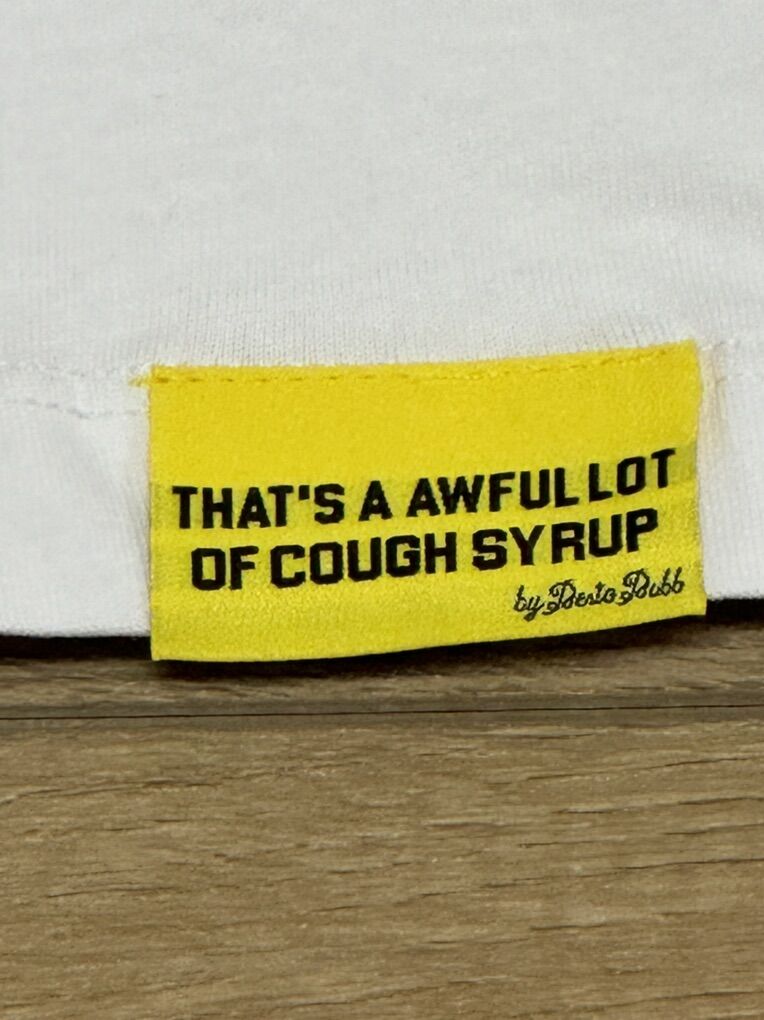 THAT'S A AWFUL LOT
OF COUGH SYRUP
by Desto Dubb